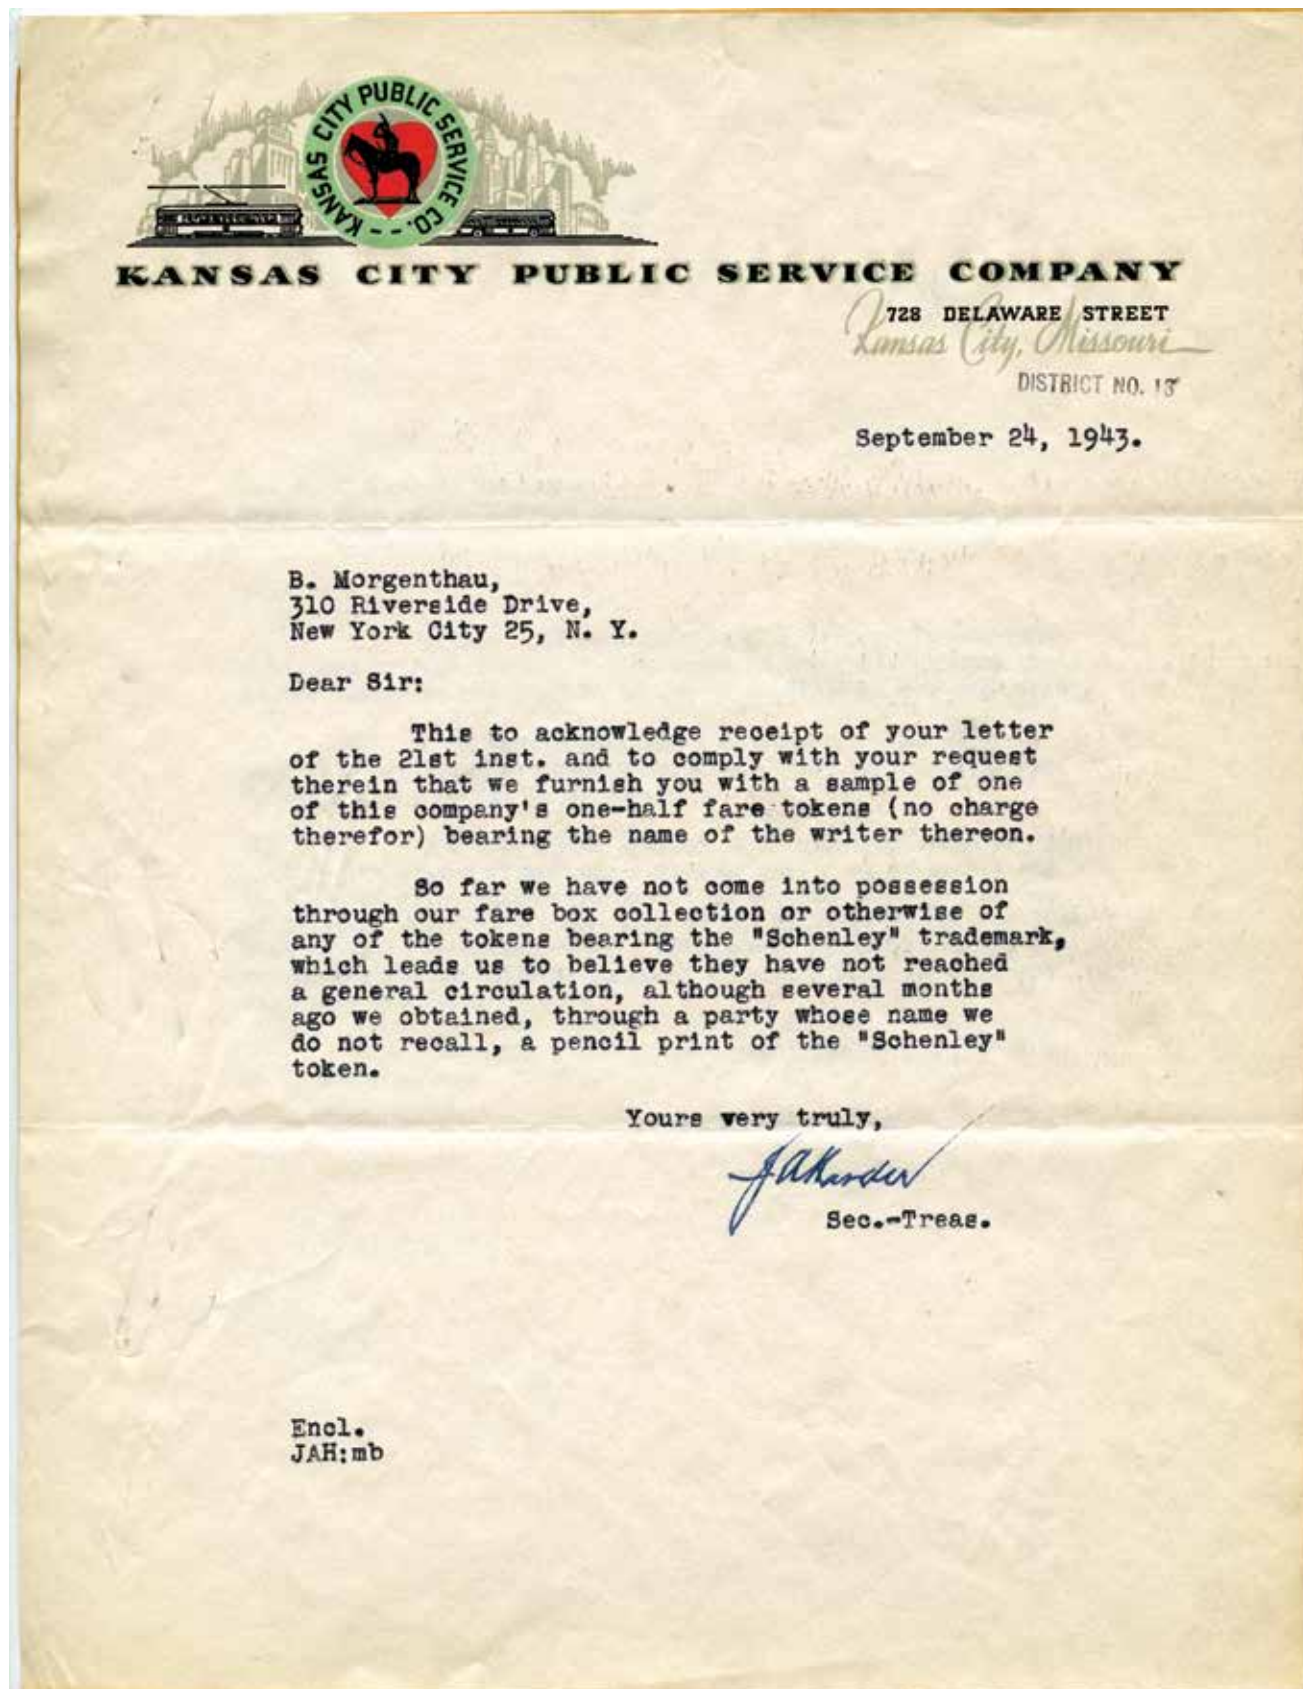 KANSAS CITY PUBLIC SERVICE CO.
KANSAS CITY PUBLIC SERVICE COMPANY
728 DELAWARE STREET
Kansas City, Missouri
DISTRICT NO. 13
September 24, 1943.
B. Morgenthau,
310 Riverside Drive,
New York City 25, N. Y.
Dear Sir:
This to acknowledge receipt of your letter
of the 21st inst. and to comply with your request
therein that we furnish you with a sample of one
of this company's one-half fare tokens (no charge
therefor) bearing the name of the writer thereon.
So far we have not come into possession
through our fare box collection or otherwise of
any of the tokens bearing the "Schenley" trademark,
which leads us to believe they have not reached
a general circulation, although several months
ago we obtained, through a party whose name we
do not recall, a pencil print of the "Schenley"
token.
Yours very truly,
Sec.-Treas.
Encl.
JAH:mb